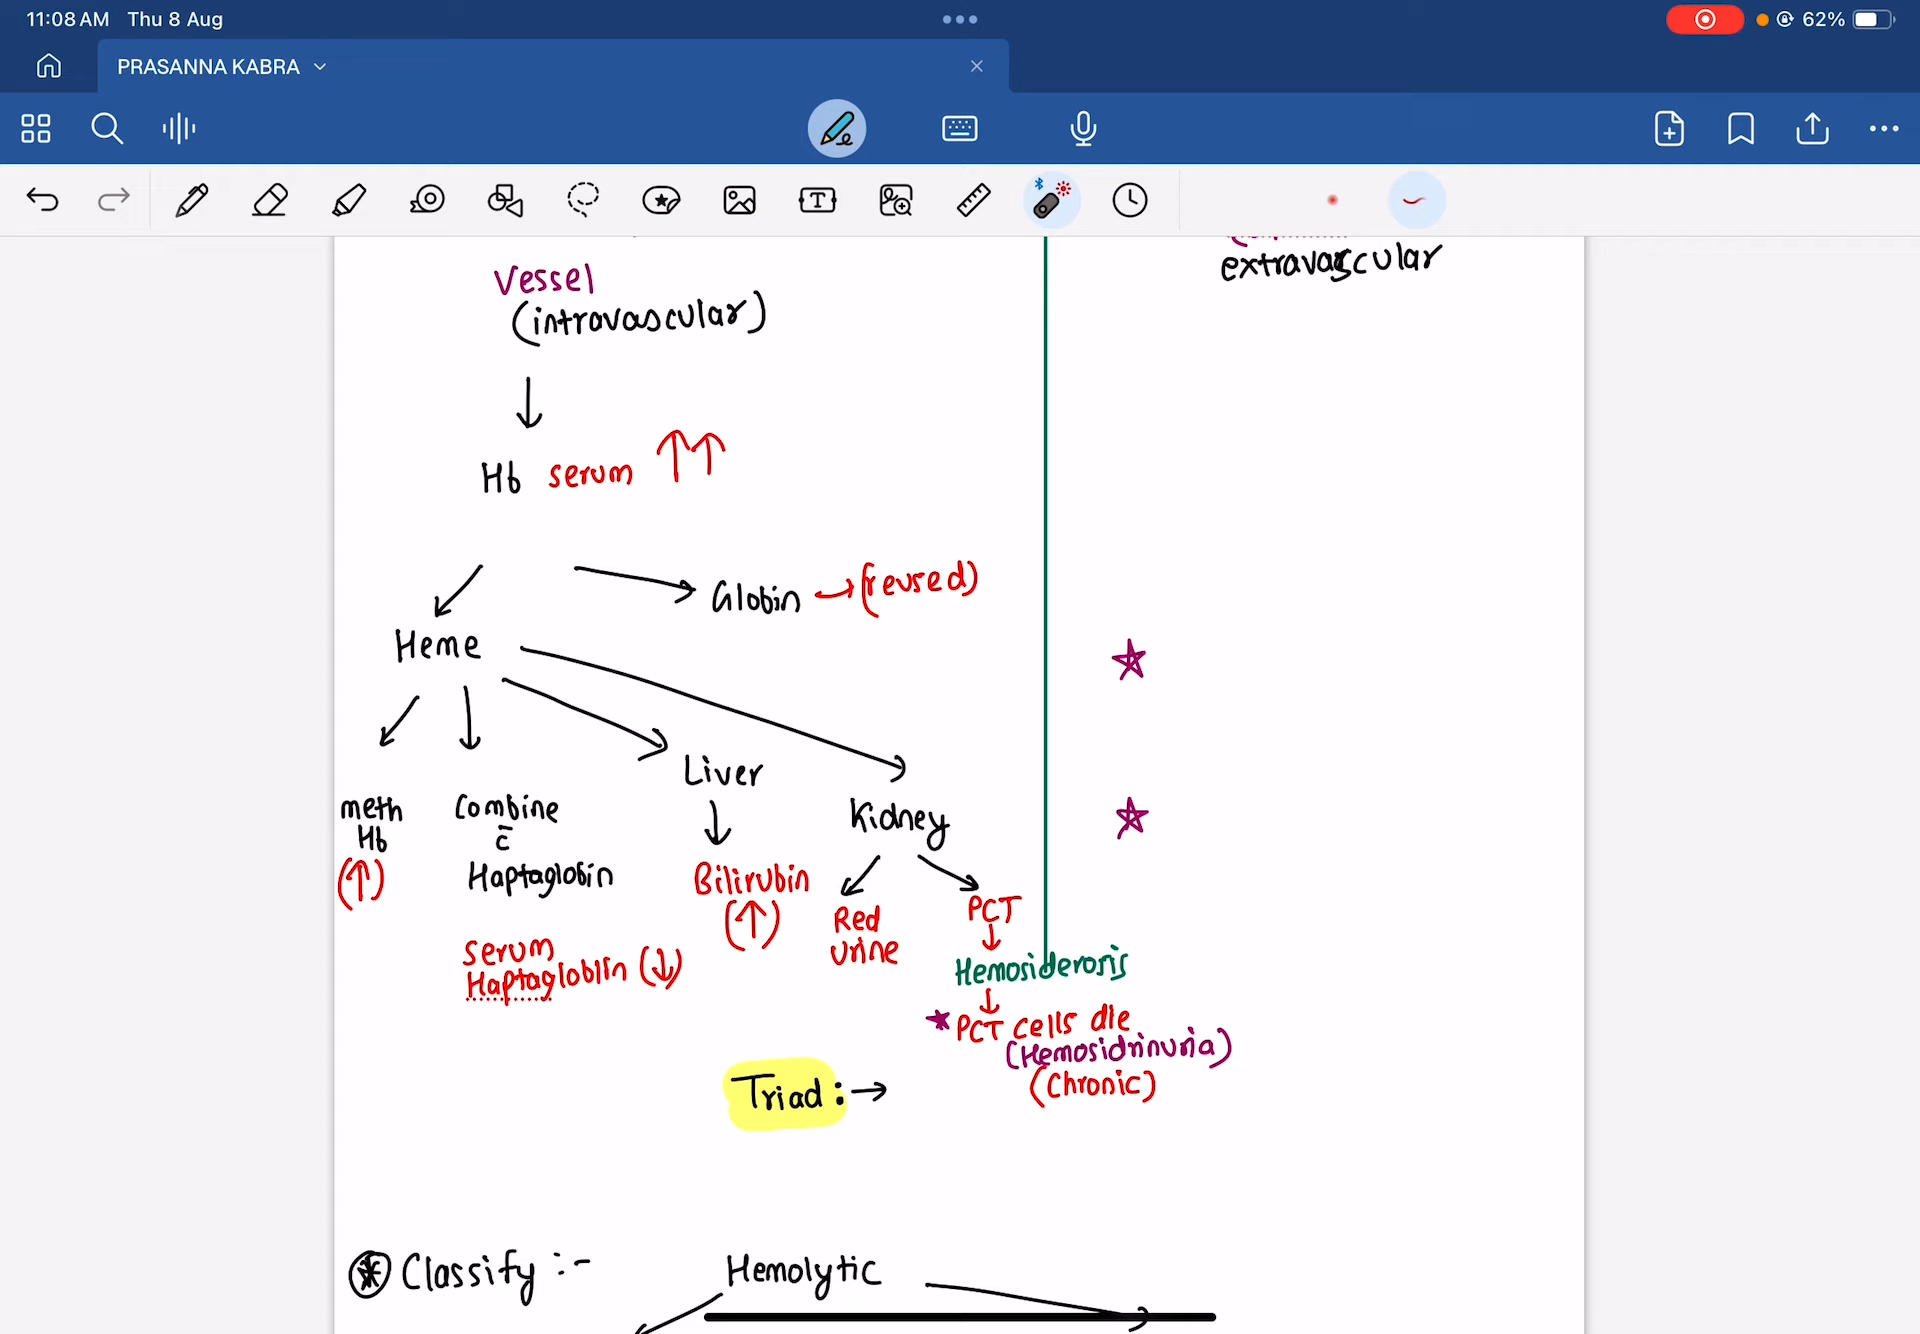 11:08 AM Thu 8 Aug
62%
PRASANNA KABRA
T
Vessel
(intravascular)
extravascular
Hb serum ↑↑
Globin → (reused)
Heme
Liver
Kidney
meth
Hb
(↑)
Combine
c̄
Haptaglobin
Bilirubin
(↑)
Red
urine
PCT
↓
Hemosiderosis
↓
serum
Haptagloblin (↓)
★ PCT cells die
(Hemosidrinuria)
(Chronic)
Triad :→
Classify :-
Hemolytic